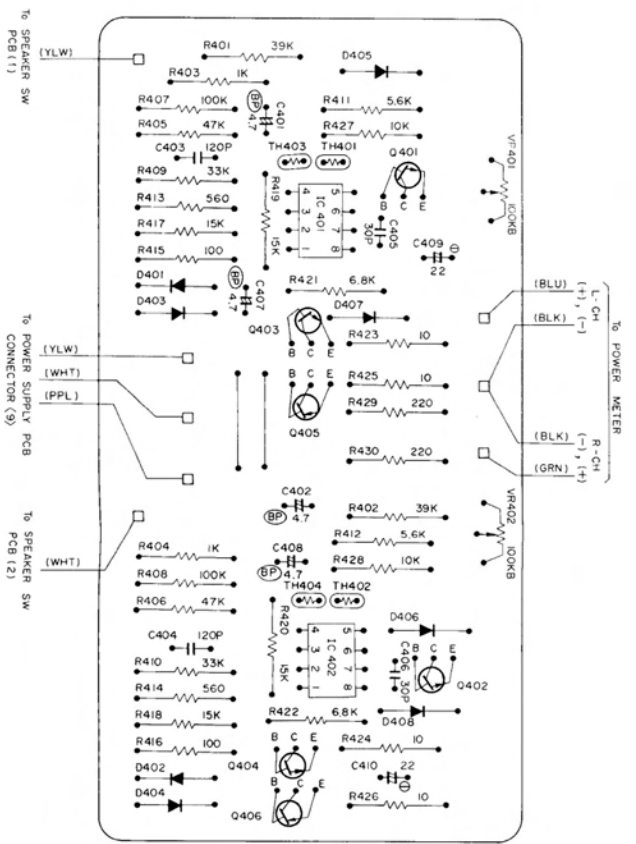 To SPEAKER SW
PCB (1)
(YLW)
R401 39K
D405
R403 1K
BP
C401
4.7
R407 100K
R411 5.6K
R405 47K
R427 10K
C403 120P
TH403 TH401
Q401
B C E
VR401
100KB
R409 33K
R419
15K
4 5
3 6
2 7
1 8
IC 401
R413 560
R417 15K
C405
30P
C409
22
R415 100
D401
BP
4.7
C407
R421 6.8K
D403
D407
(BLU)
L-CH
(+), (-)
(BLK)
Q403
B C E
R423 10
To POWER METER
To POWER SUPPLY PCB
CONNECTOR (9)
(YLW)
(WHT)
(PPL)
B C E
Q405
R425 10
R429 220
R430 220
(BLK)
R-CH
(-), (+)
(GRN)
C402
BP 4.7
R402 39K
VR402
100KB
To SPEAKER SW
PCB (2)
(WHT)
R412 5.6K
R404 1K
C408
BP 4.7
R428 10K
R408 100K
TH404 TH402
R406 47K
R420
15K
4 5
3 6
2 7
1 8
IC 402
D406
C404 120P
C406
30P
B C E
Q402
R410 33K
R414 560
R418 15K
R422 6.8K
D408
R416 100
B C E
Q404
R424 10
D402
B C E
C410 22
D404
Q406
R426 10